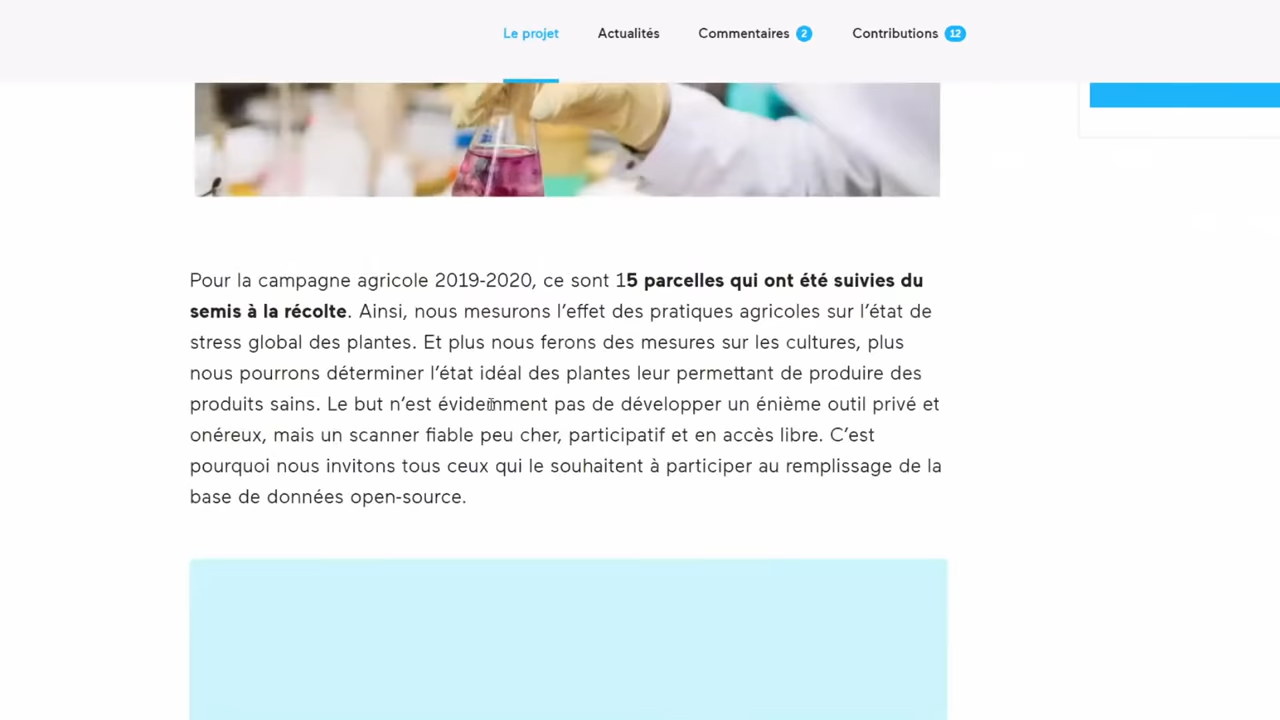 Le projet Actualités Commentaires 2 Contributions 12
Pour la campagne agricole 2019-2020, ce sont 15 parcelles qui ont été suivies du
semis à la récolte. Ainsi, nous mesurons l'effet des pratiques agricoles sur l'état de
stress global des plantes. Et plus nous ferons des mesures sur les cultures, plus
nous pourrons déterminer l'état idéal des plantes leur permettant de produire des
produits sains. Le but n'est évidemment pas de développer un énième outil privé et
onéreux, mais un scanner fiable peu cher, participatif et en accès libre. C'est
pourquoi nous invitons tous ceux qui le souhaitent à participer au remplissage de la
base de données open-source.